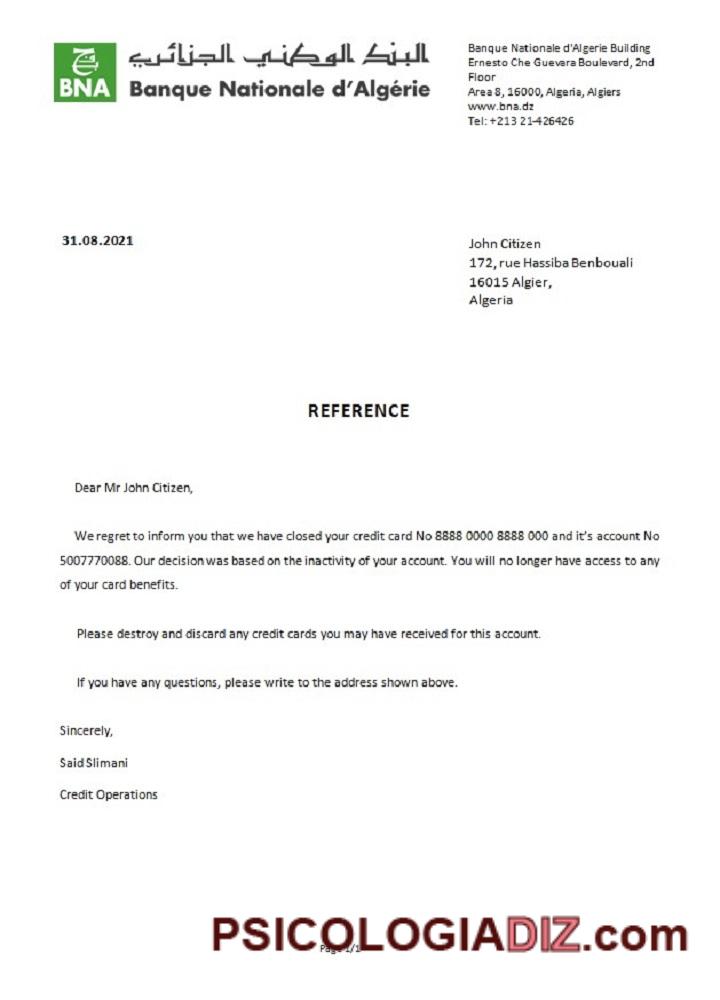 البنك الوطني الجزائري
BNA
Banque Nationale d'Algérie
Banque Nationale d'Algerie Building
Ernesto Che Guevara Boulevard, 2nd
Floor
Area 8, 16000, Algeria, Algiers
www.bna.dz
Tel: +213 21-426426
31.08.2021
John Citizen
172, rue Hassiba Benbouali
16015 Algier,
Algeria
REFERENCE
Dear Mr John Citizen,
We regret to inform you that we have closed your credit card No 8888 0000 8888 000 and it's account No
5007770088. Our decision was based on the inactivity of your account. You will no longer have access to any
of your card benefits.
Please destroy and discard any credit cards you may have received for this account.
If you have any questions, please write to the address shown above.
Sincerely,
Said Slimani
Credit Operations
PSICOLOGIADIZ.com
Page 1/1